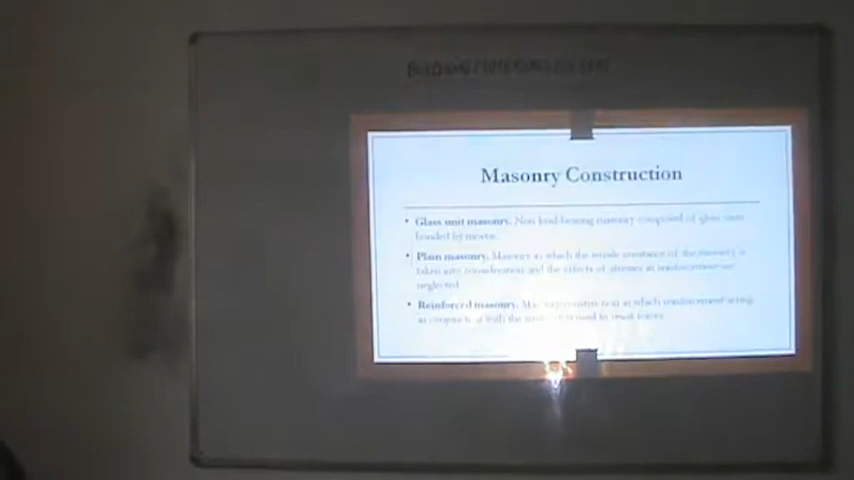 Masonry Construction
• Glass unit masonry. Non load-bearing masonry composed of glass units
bonded by mortar.
• Plain masonry. Masonry in which the tensile resistance of the masonry is
taken into consideration and the effects of stresses in reinforcement are
neglected.
• Reinforced masonry. Masonry construction in which reinforcement acting
in conjunction with the masonry is used to resist forces.